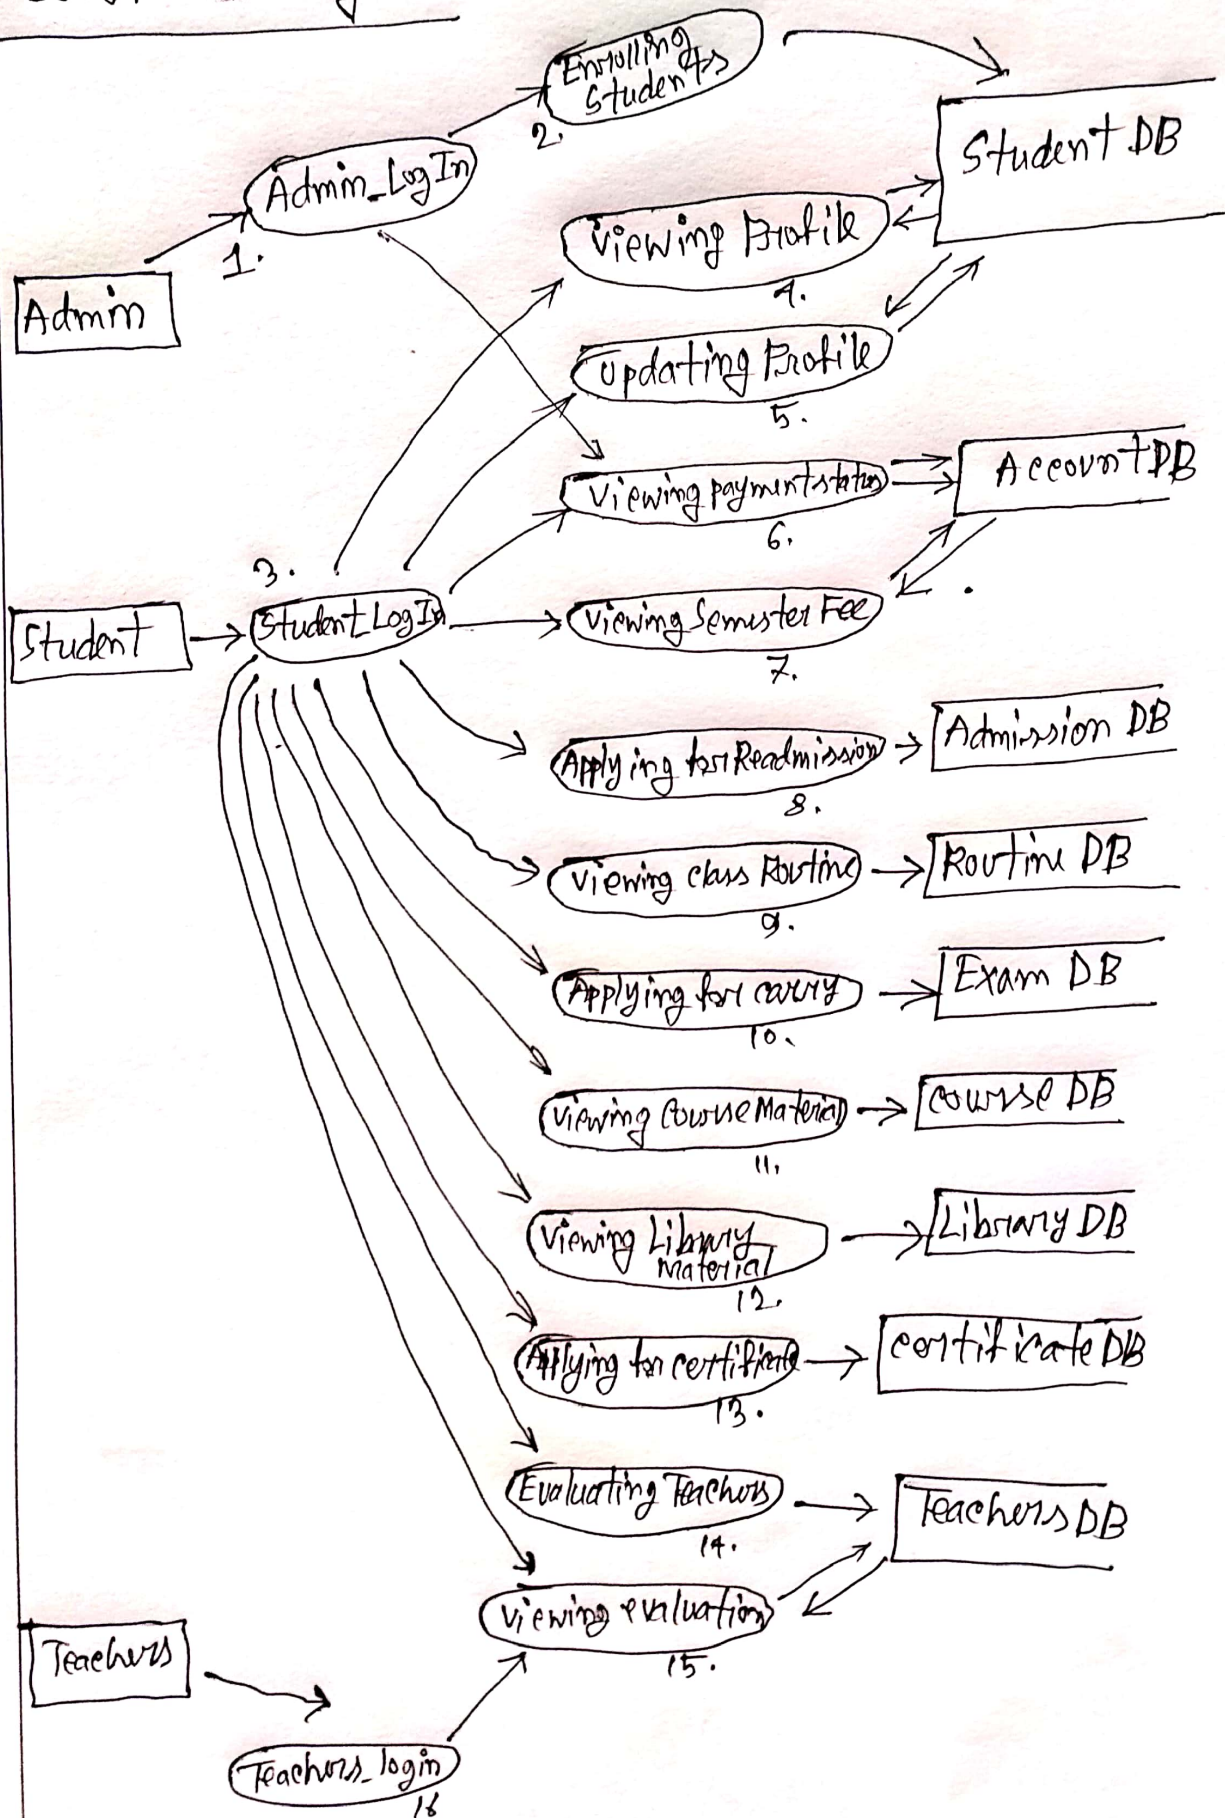 Enrolling
Students
2.
Student DB
Admin_LogIn
1.
Viewing Profile
4.
Admin
Updating Profile
5.
Viewing payment status
6.
Account DB
3.
Student
Student_LogIn
Viewing Semester Fee
7.
Applying for Readmission
8.
Admission DB
Viewing class Routine
9.
Routine DB
Applying for carry
10.
Exam DB
Viewing Course Material
11.
course DB
Viewing Library
Material
12.
Library DB
Applying for certificate
13.
certificate DB
Evaluating Teachers
14.
Teachers DB
Viewing evaluation
15.
Teachers
Teachers_login
16